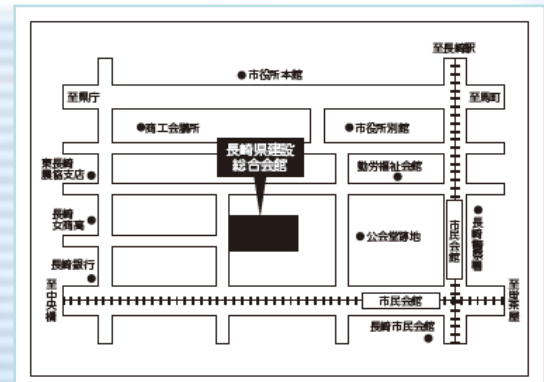 至長崎駅
市役所本館
至県庁
至馬町
商工会議所
市役所別館
長崎県建設
総合会館
東長崎
農協支店
勤労福祉会館
長崎
女商高
公会堂跡地
市民会館
長崎警察署
長崎銀行
至中央橋
市民会館
至蛍茶屋
長崎市民会館